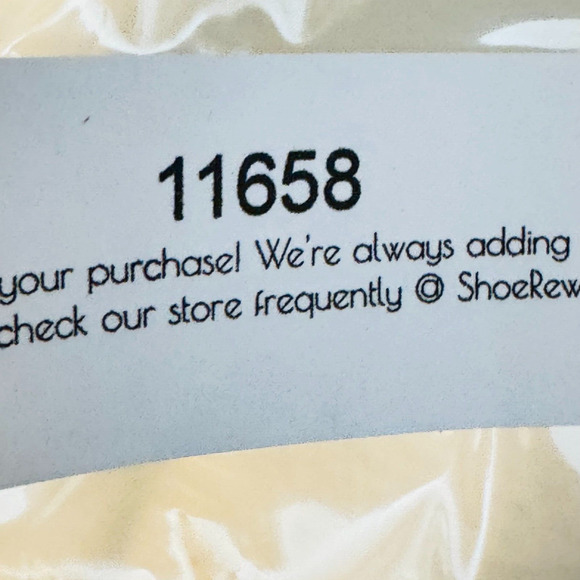 11658
your purchase! We're always adding
check our store frequently @ ShoeRew